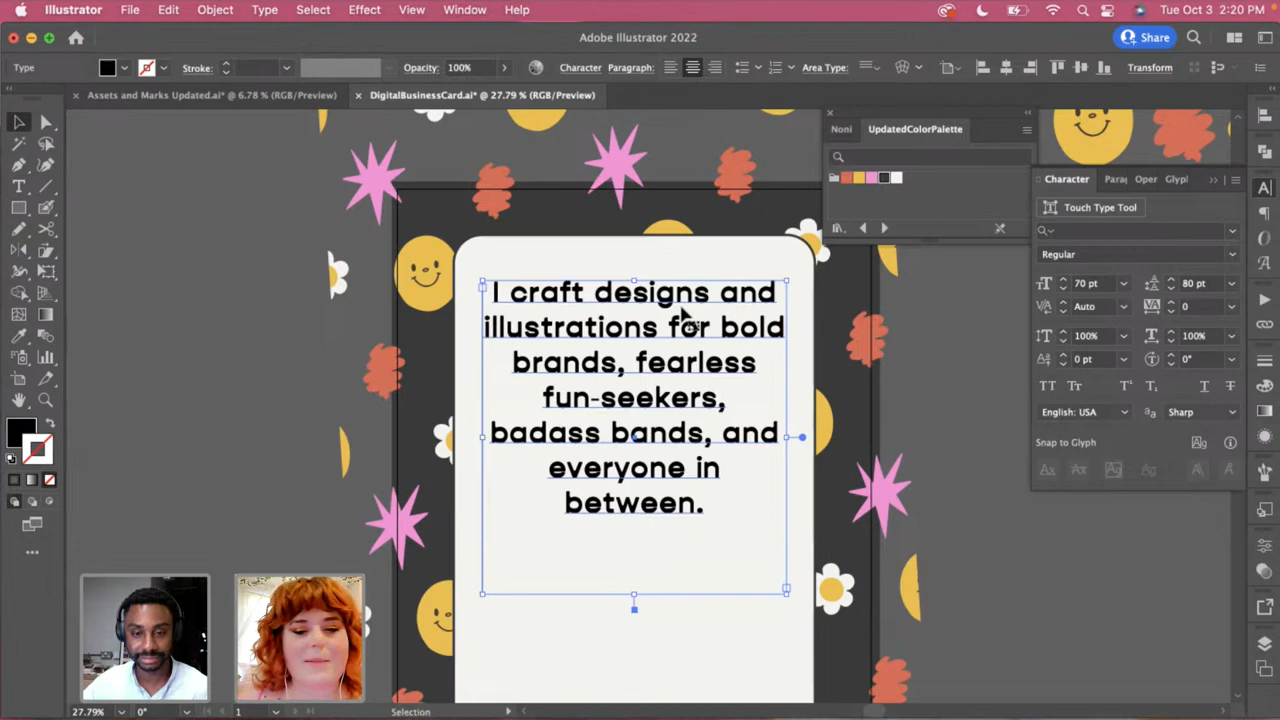 Illustrator File Edit Object Type Select Effect View Window Help
Tue Oct 3 2:20 PM
Adobe Illustrator 2022
Share
Type
Stroke:
Opacity: 100%
Character
Paragraph:
Area Type:
Transform
× Assets and Marks Updated.ai* @ 6.78 % (RGB/Preview)
× DigitalBusinessCard.ai* @ 27.79 % (RGB/Preview)
Noni
UpdatedColorPalette
Character
Para
Oper
Glyp
Touch Type Tool
Regular
70 pt
80 pt
Auto
0
100%
100%
0 pt
0°
English: USA
Sharp
Snap to Glyph
I craft designs and
illustrations for bold
brands, fearless
fun-seekers,
badass bands, and
everyone in
between.
27.79%
0°
1
Selection